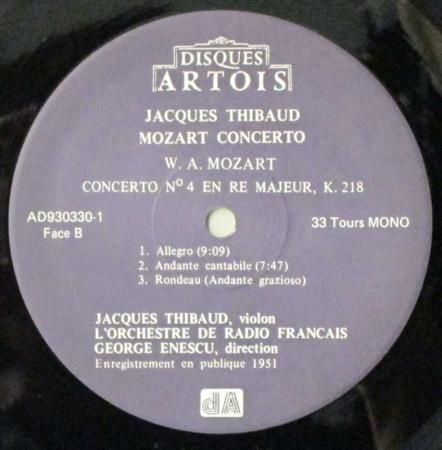 DISQUES
ARTOIS
JACQUES THIBAUD
MOZART CONCERTO
W. A. MOZART
CONCERTO Nº 4 EN RE MAJEUR, K. 218
AD930330-1
Face B
33 Tours MONO
1. Allegro (9:09)
2. Andante cantabile (7:47)
3. Rondeau (Andante grazioso)
JACQUES THIBAUD, violon
L'ORCHESTRE DE RADIO FRANCAIS
GEORGE ENESCU, direction
Enregistrement en publique 1951
dA